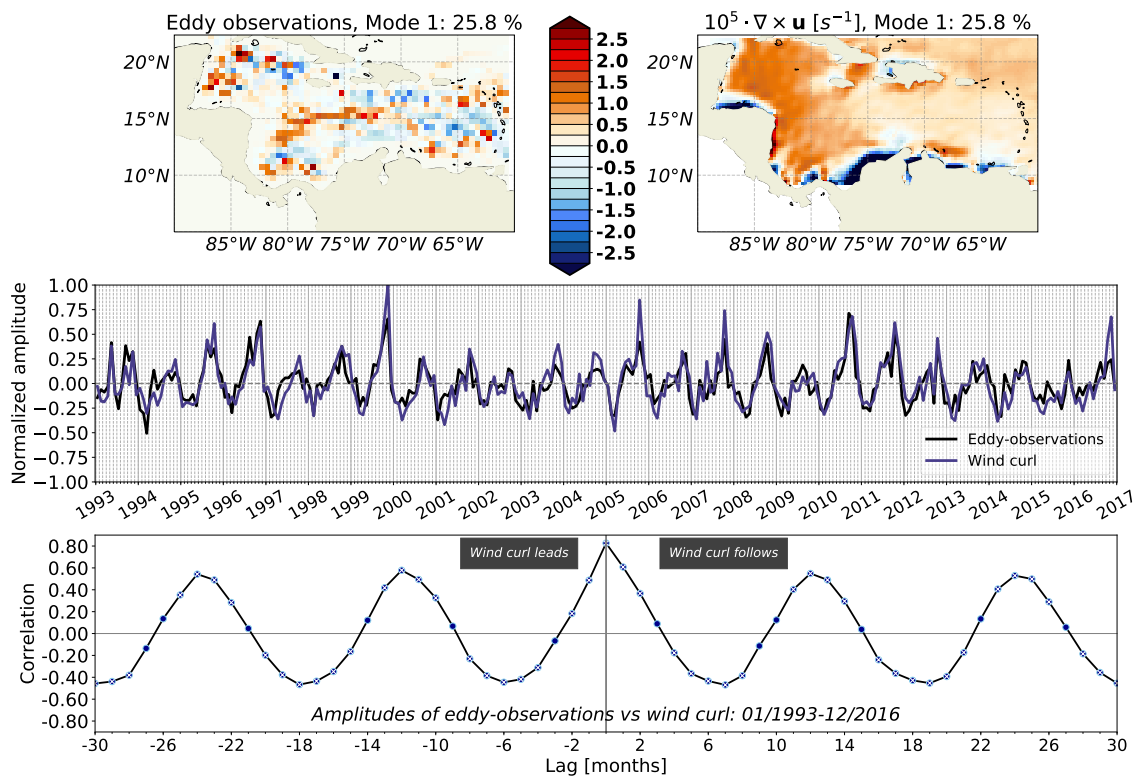 Eddy observations, Mode 1: 25.8 %
10⁵ · ∇ × u [s⁻¹], Mode 1: 25.8 %
20°N
15°N
10°N
85°W 80°W 75°W 70°W 65°W
2.5
2.0
1.5
1.0
0.5
0.0
-0.5
-1.0
-1.5
-2.0
-2.5
20°N
15°N
10°N
85°W 80°W 75°W 70°W 65°W
Normalized amplitude
1.00
0.75
0.50
0.25
0.00
−0.25
−0.50
−0.75
−1.00
Eddy-observations
Wind curl
1993 1994 1995 1996 1997 1998 1999 2000 2001 2002 2003 2004 2005 2006 2007 2008 2009 2010 2011 2012 2013 2014 2015 2016 2017
Correlation
0.80
0.60
0.40
0.20
0.00
-0.20
-0.40
-0.60
-0.80
Wind curl leads
Wind curl follows
Amplitudes of eddy-observations vs wind curl: 01/1993-12/2016
-30 -26 -22 -18 -14 -10 -6 -2 2 6 10 14 18 22 26 30
Lag [months]